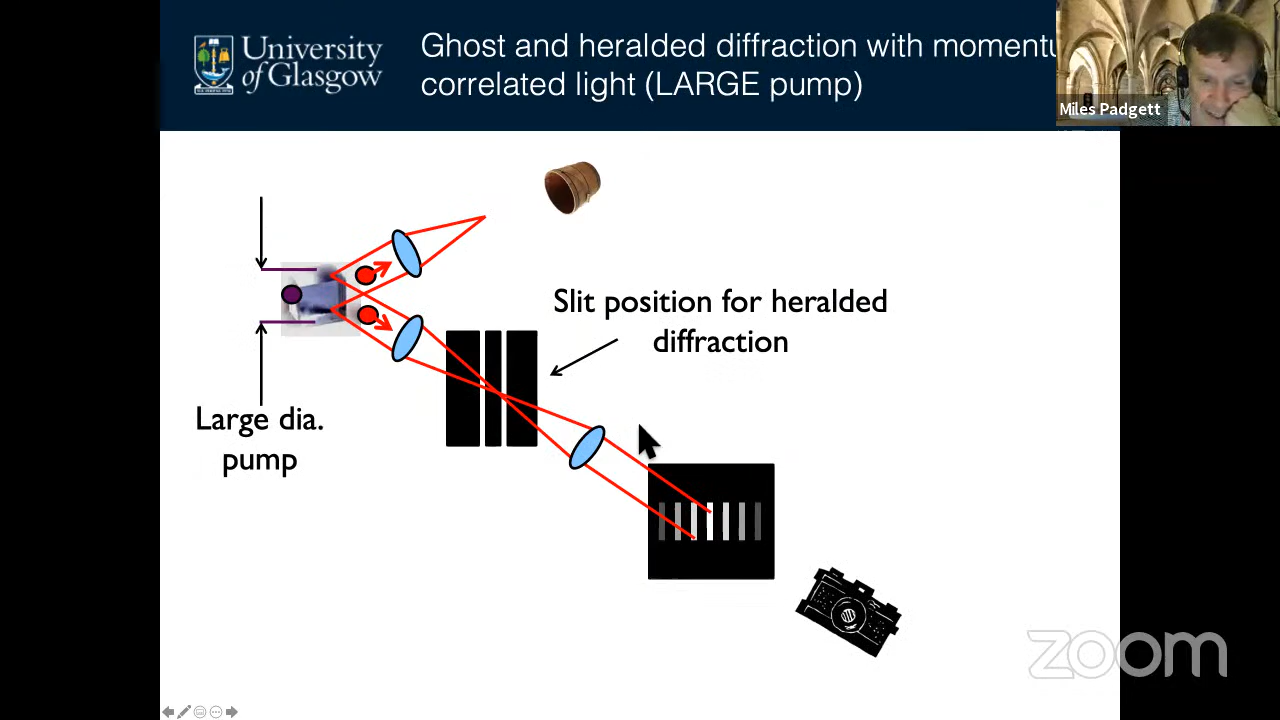 University
of Glasgow
Ghost and heralded diffraction with momentu
correlated light (LARGE pump)
Miles Padgett
Slit position for heralded
diffraction
Large dia.
pump
zoom